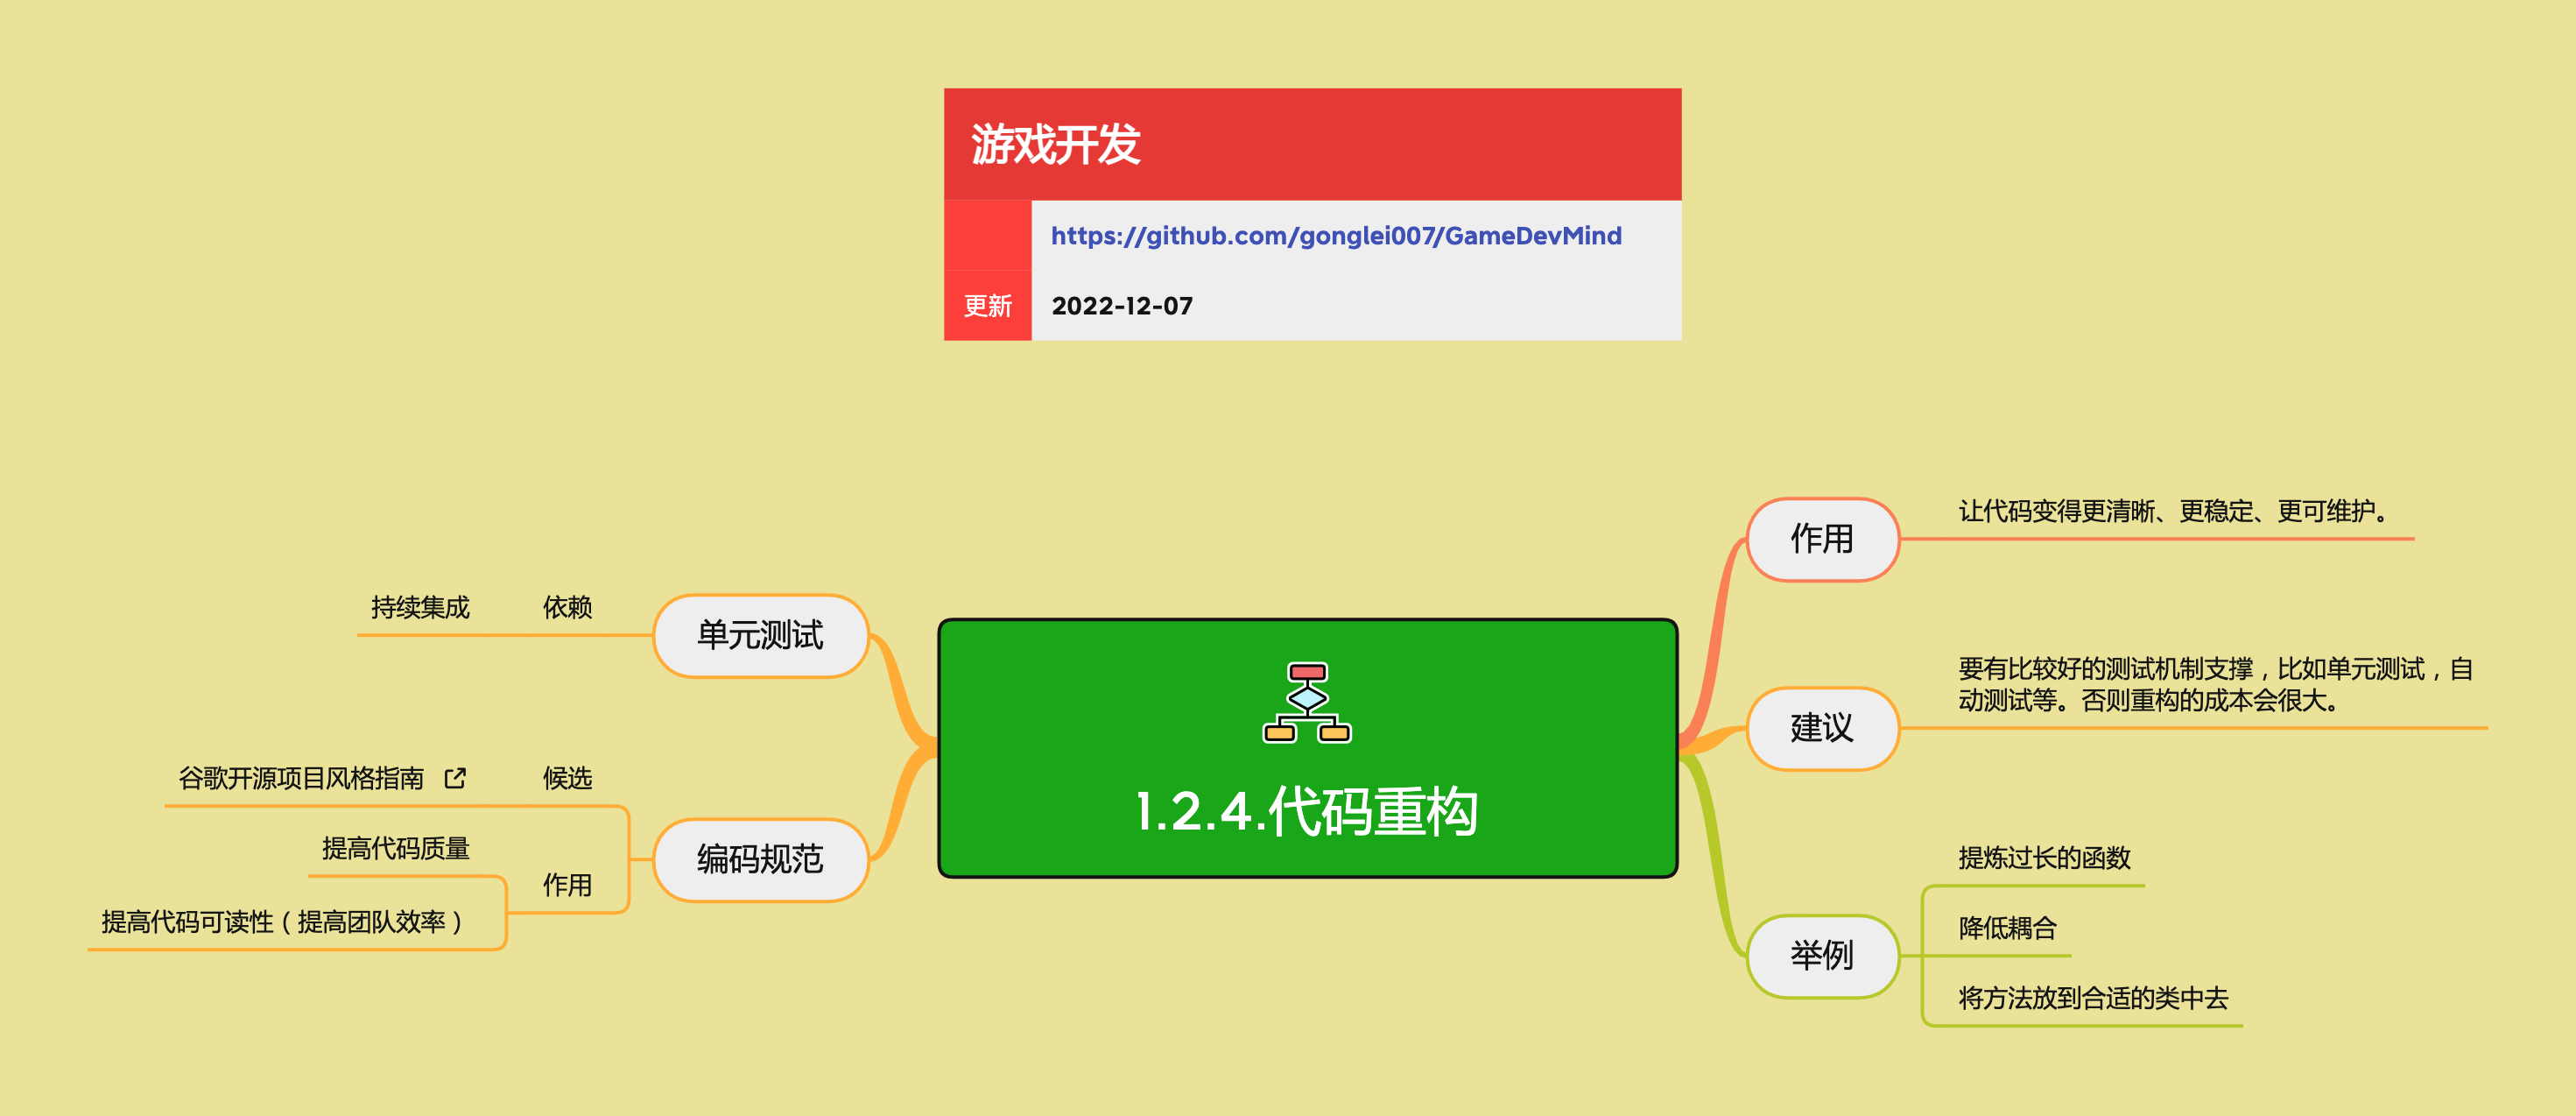 游戏开发
https://github.com/gonglei007/GameDevMind
更新 2022-12-07
1.2.4.代码重构
作用
让代码变得更清晰、更稳定、更可维护。
建议
要有比较好的测试机制支撑，比如单元测试，自
动测试等。否则重构的成本会很大。
举例
提炼过长的函数
降低耦合
将方法放到合适的类中去
单元测试
依赖
持续集成
编码规范
候选
谷歌开源项目风格指南
作用
提高代码质量
提高代码可读性（提高团队效率）